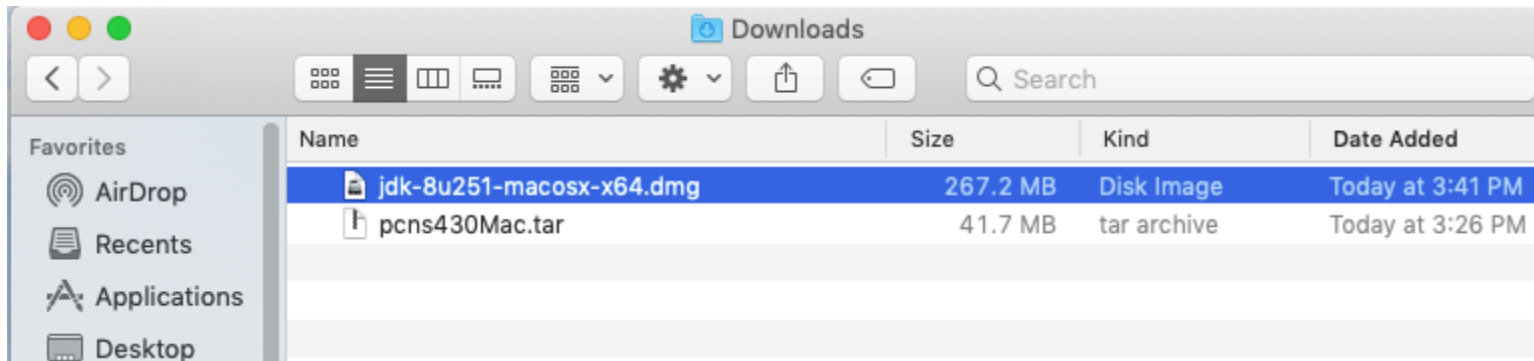 Downloads
Search
Favorites
AirDrop
Recents
Applications
Desktop
Name Size Kind Date Added
jdk-8u251-macosx-x64.dmg 267.2 MB Disk Image Today at 3:41 PM
pcns430Mac.tar 41.7 MB tar archive Today at 3:26 PM